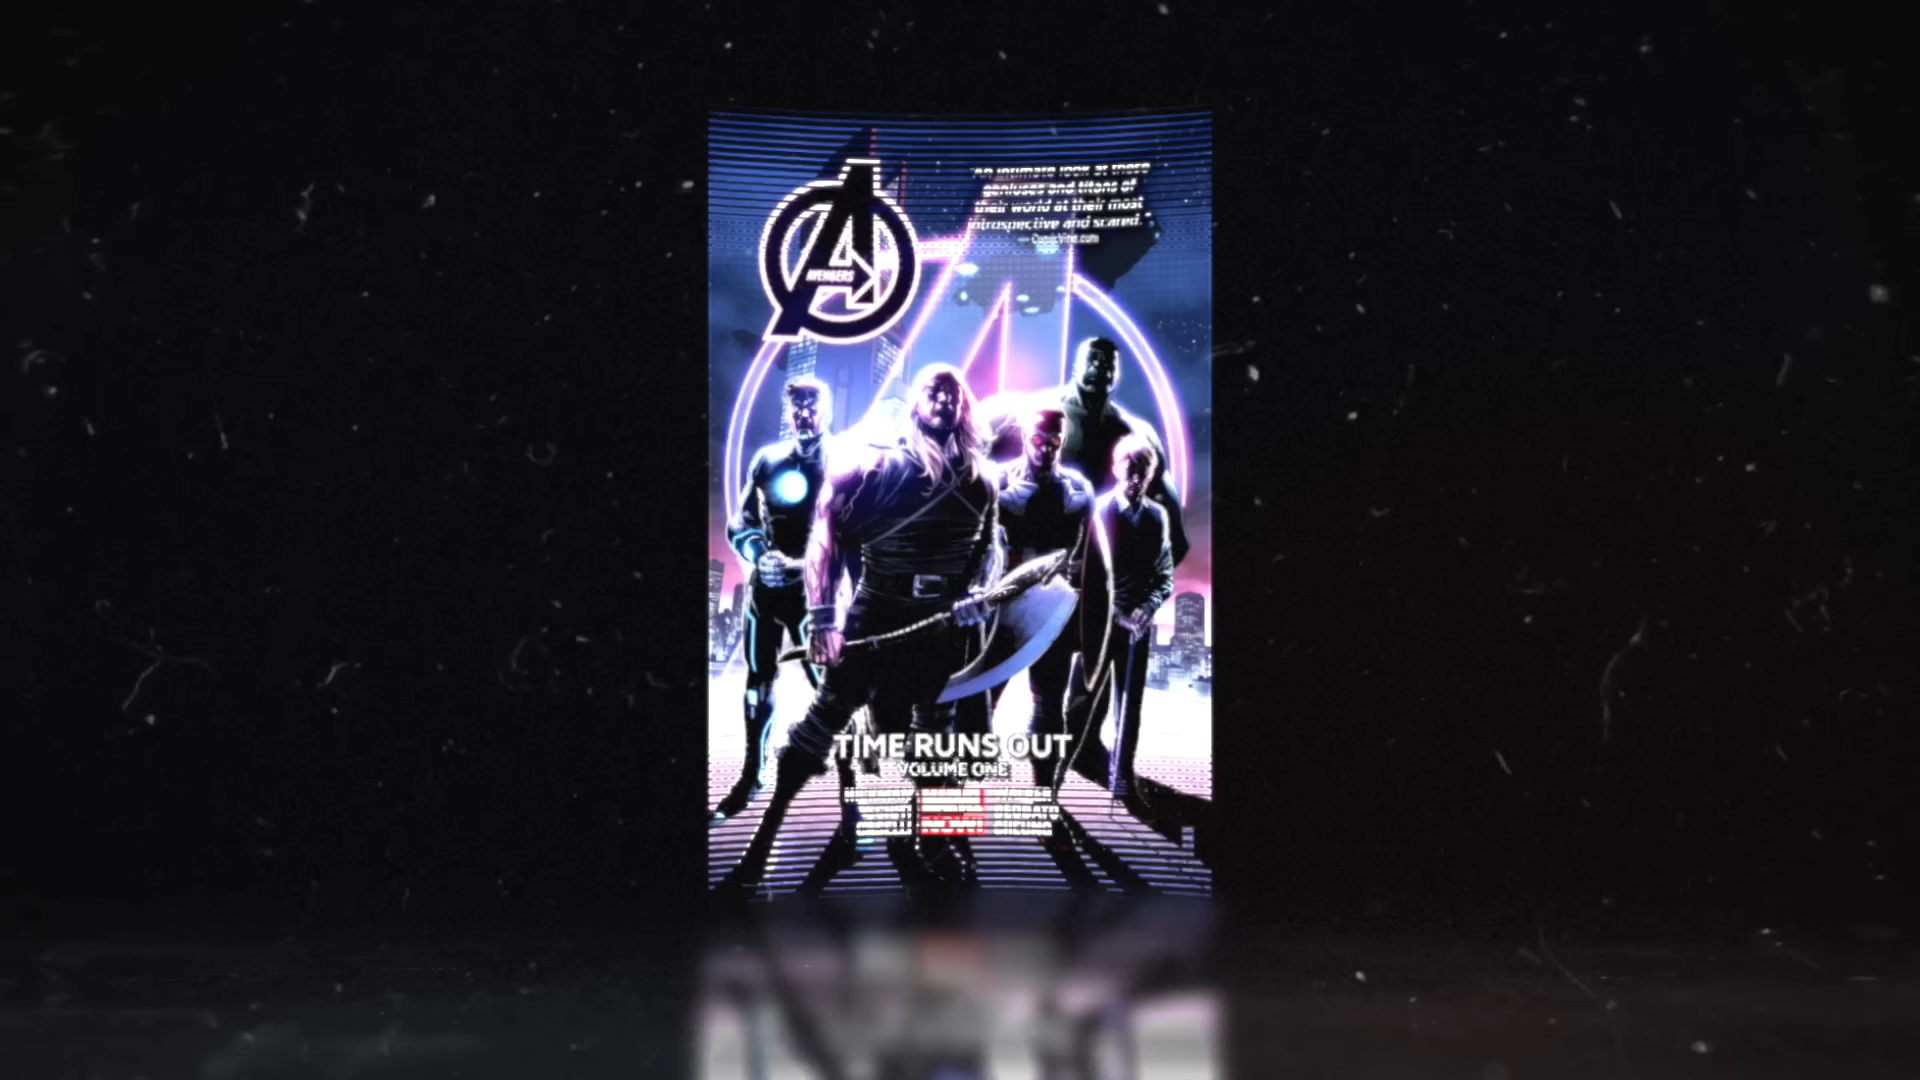 AVENGERS
"An intimate look at these
geniuses and titans of
their world at their most
introspective and scared."
— ComicVine.com
TIME RUNS OUT
VOLUME ONE
NOW!